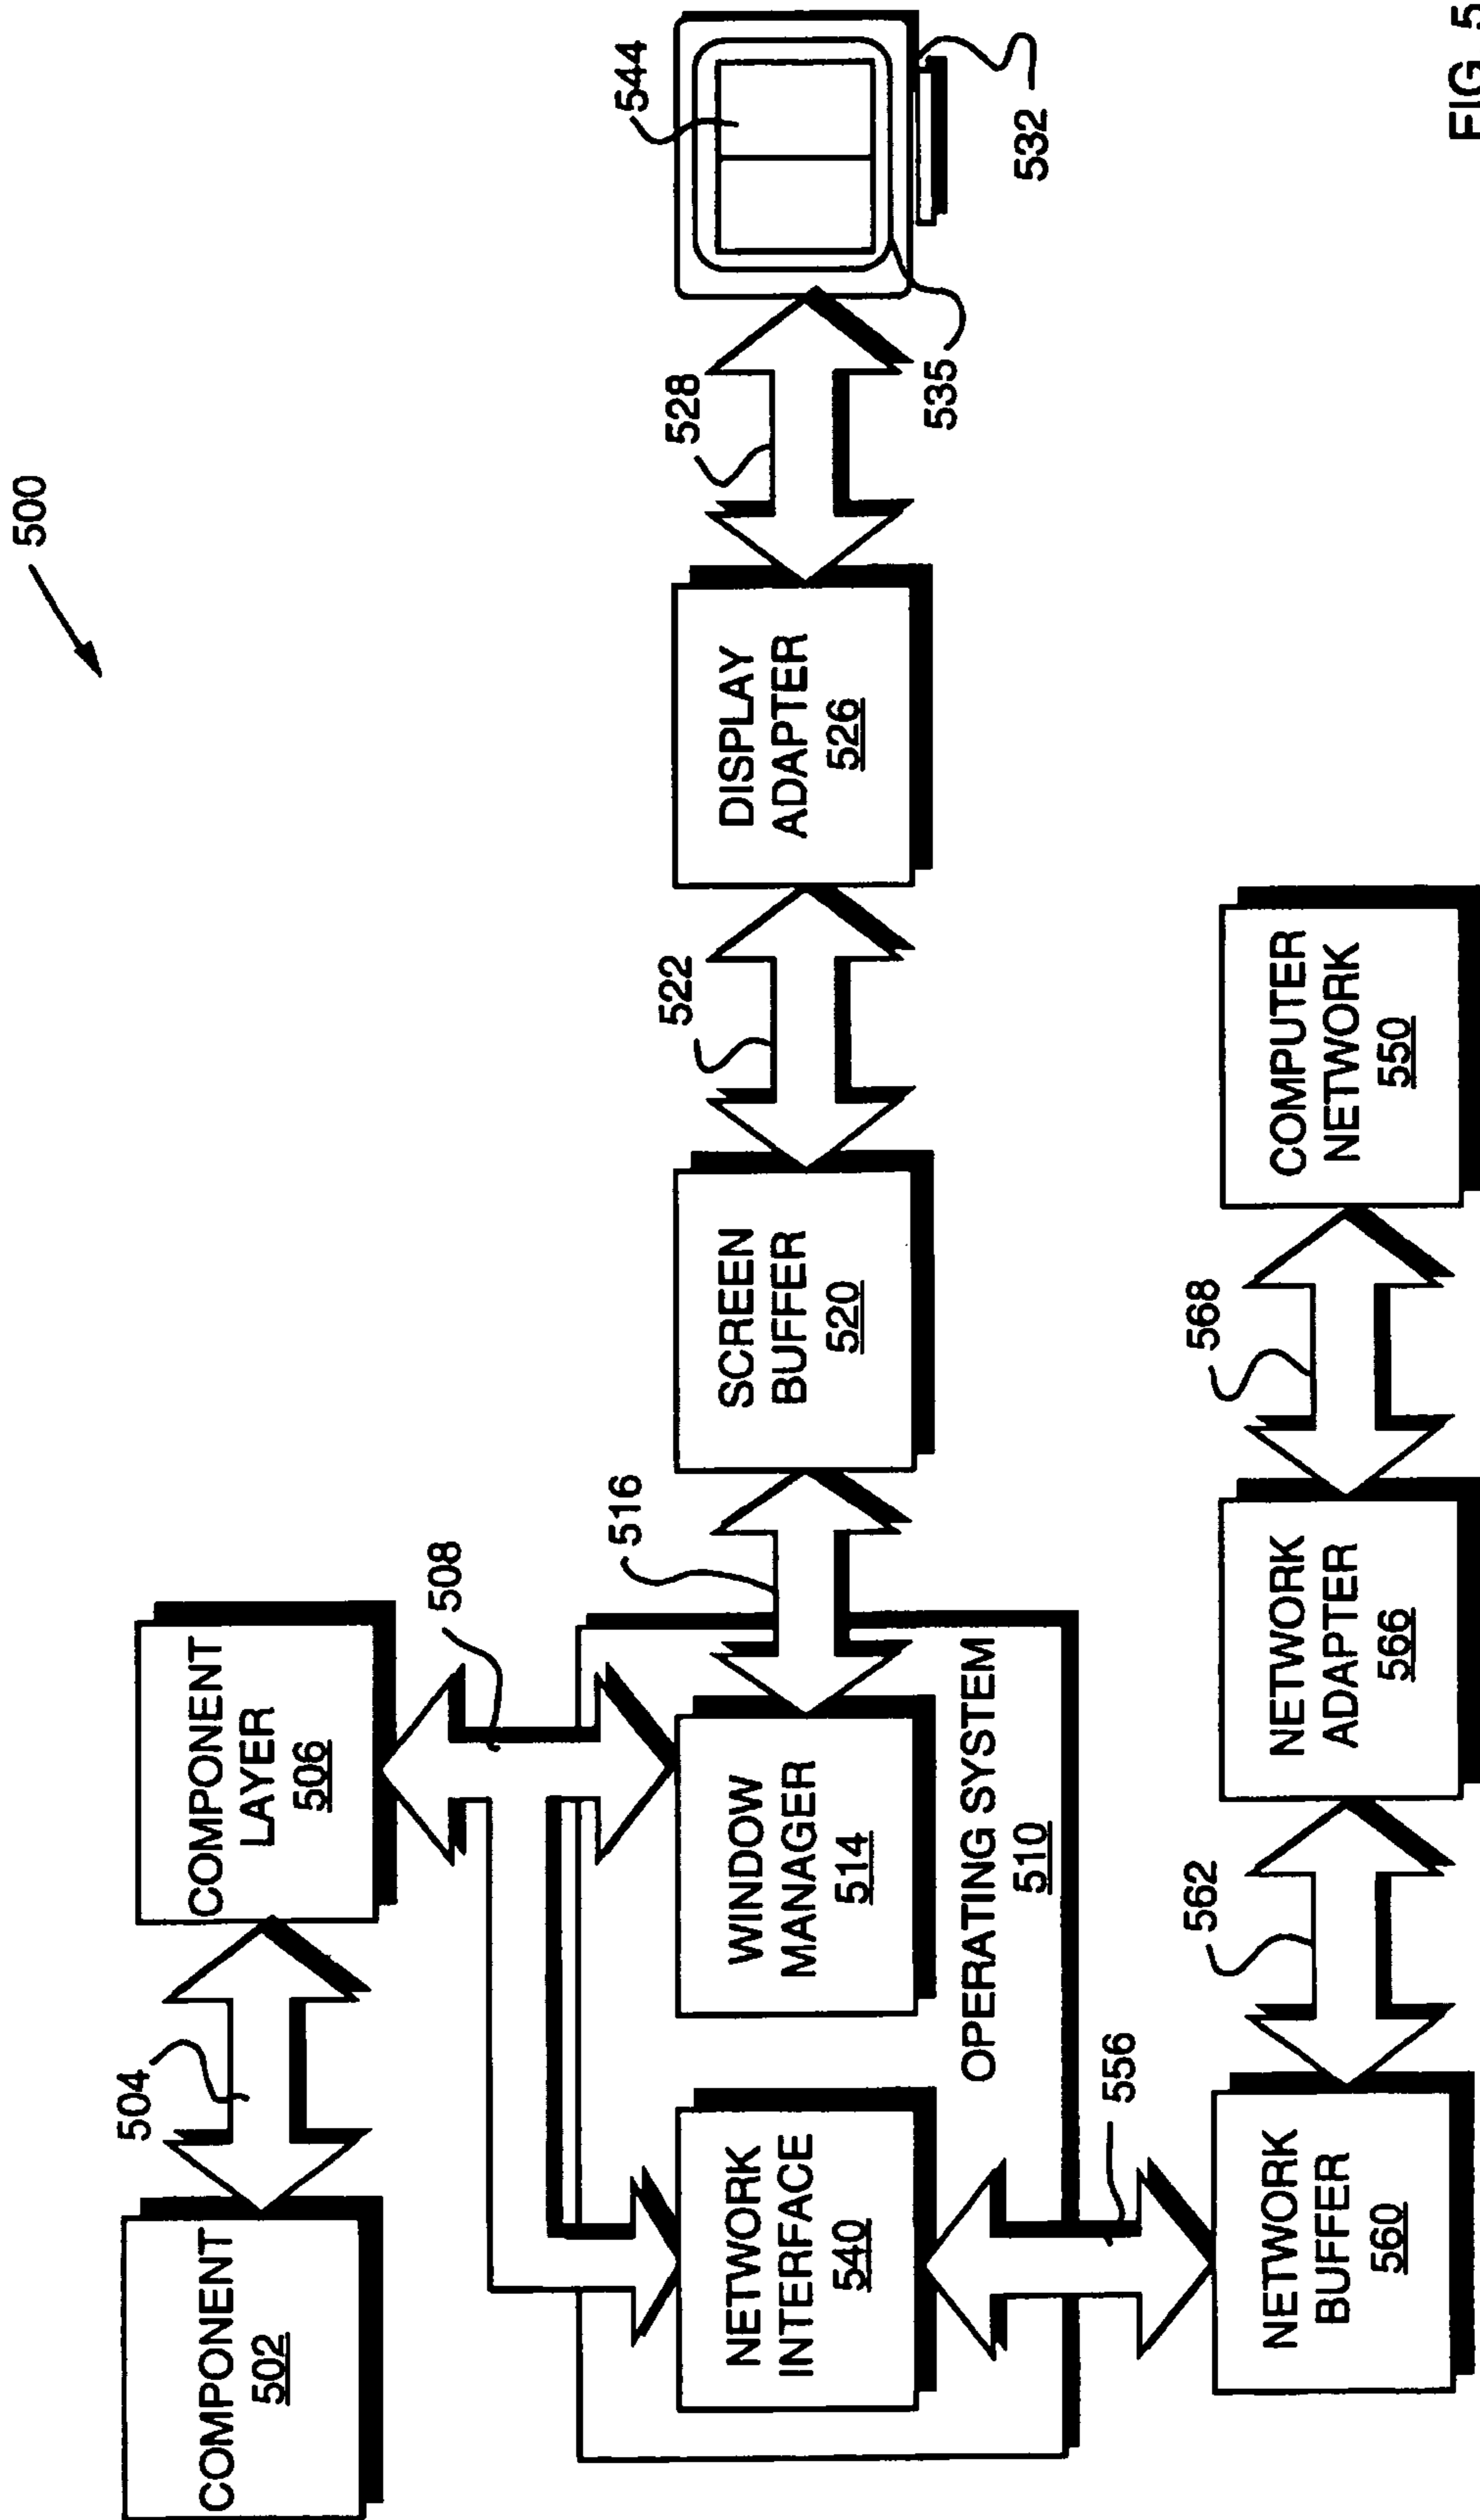 500
504
COMPONENT
502
COMPONENT
LAYER
506
508
516
522
528
544
NETWORK
INTERFACE
540
WINDOW
MANAGER
514
SCREEN
BUFFER
520
DISPLAY
ADAPTER
526
535
532
OPERATING SYSTEM
510
556
562
568
NETWORK
BUFFER
560
NETWORK
ADAPTER
566
COMPUTER
NETWORK
550
FIG. 5